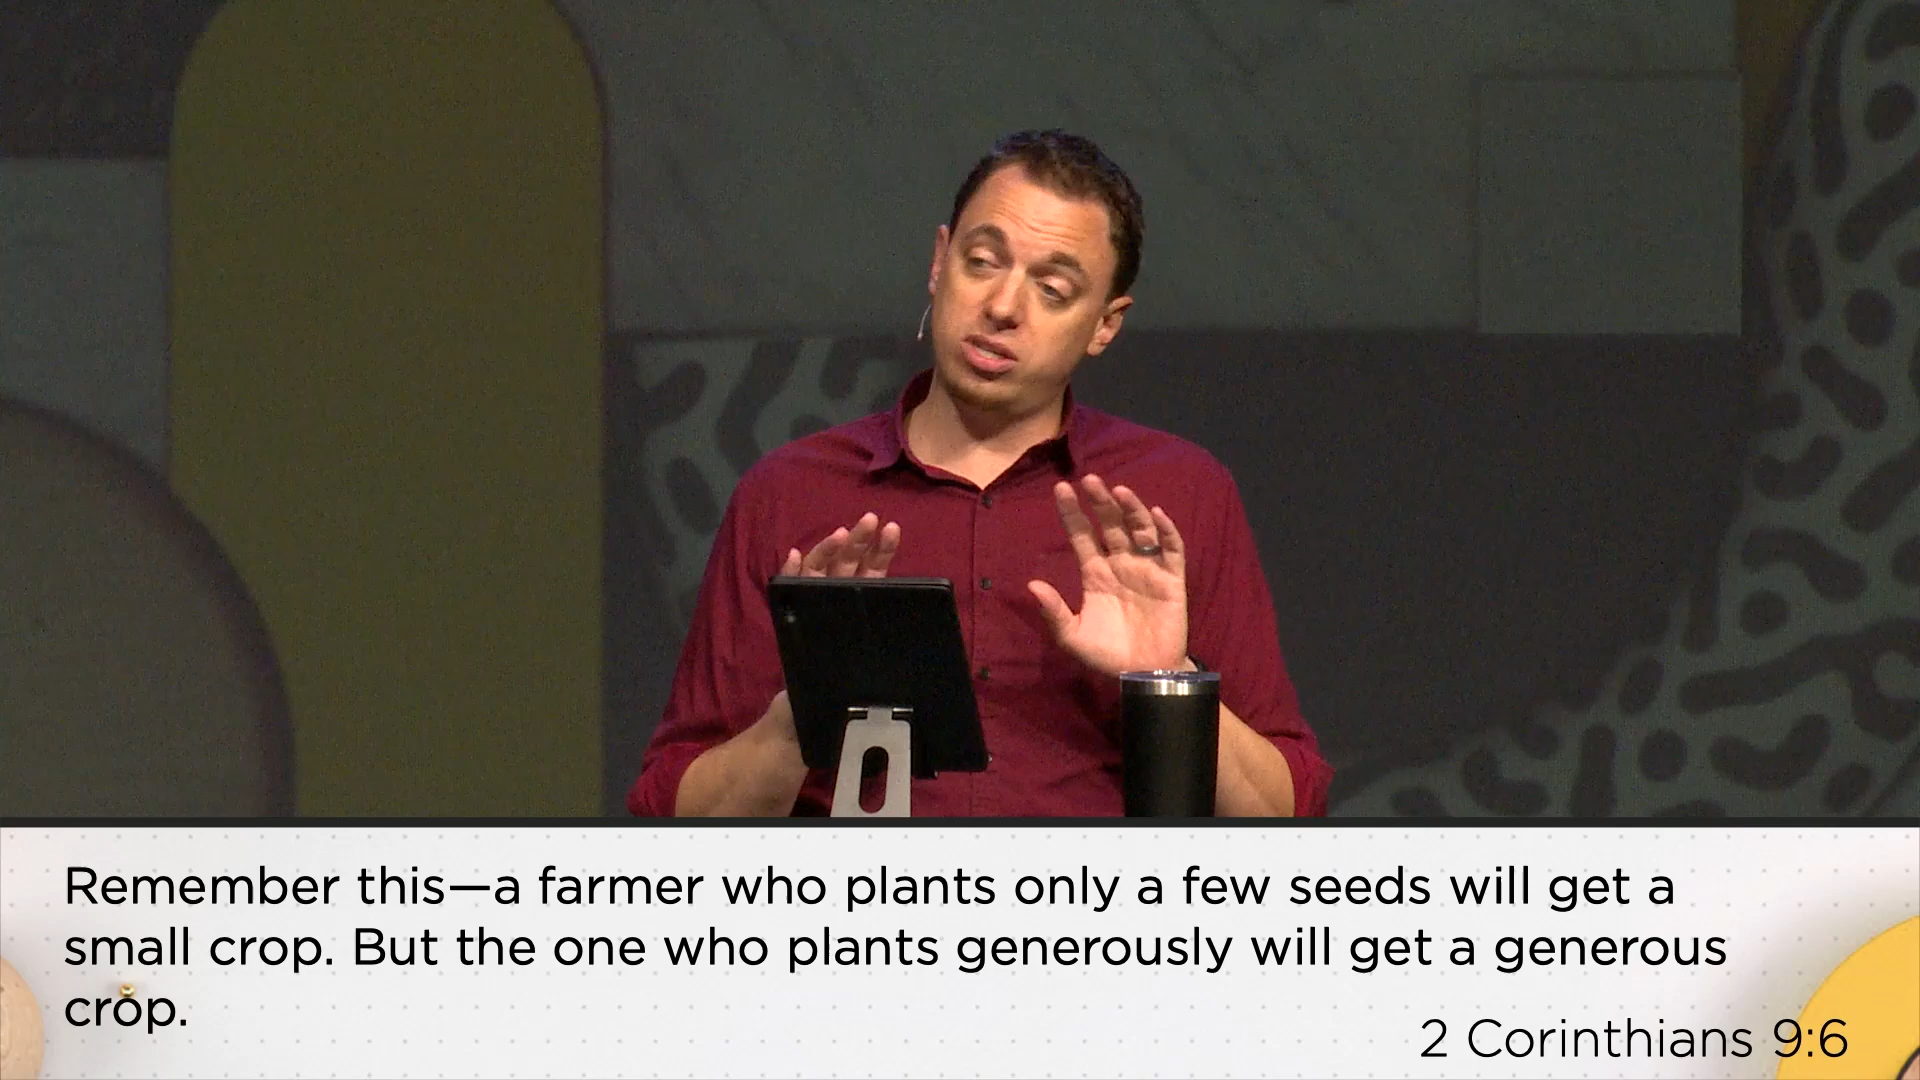 Remember this—a farmer who plants only a few seeds will get a
small crop. But the one who plants generously will get a generous
crop.
2 Corinthians 9:6